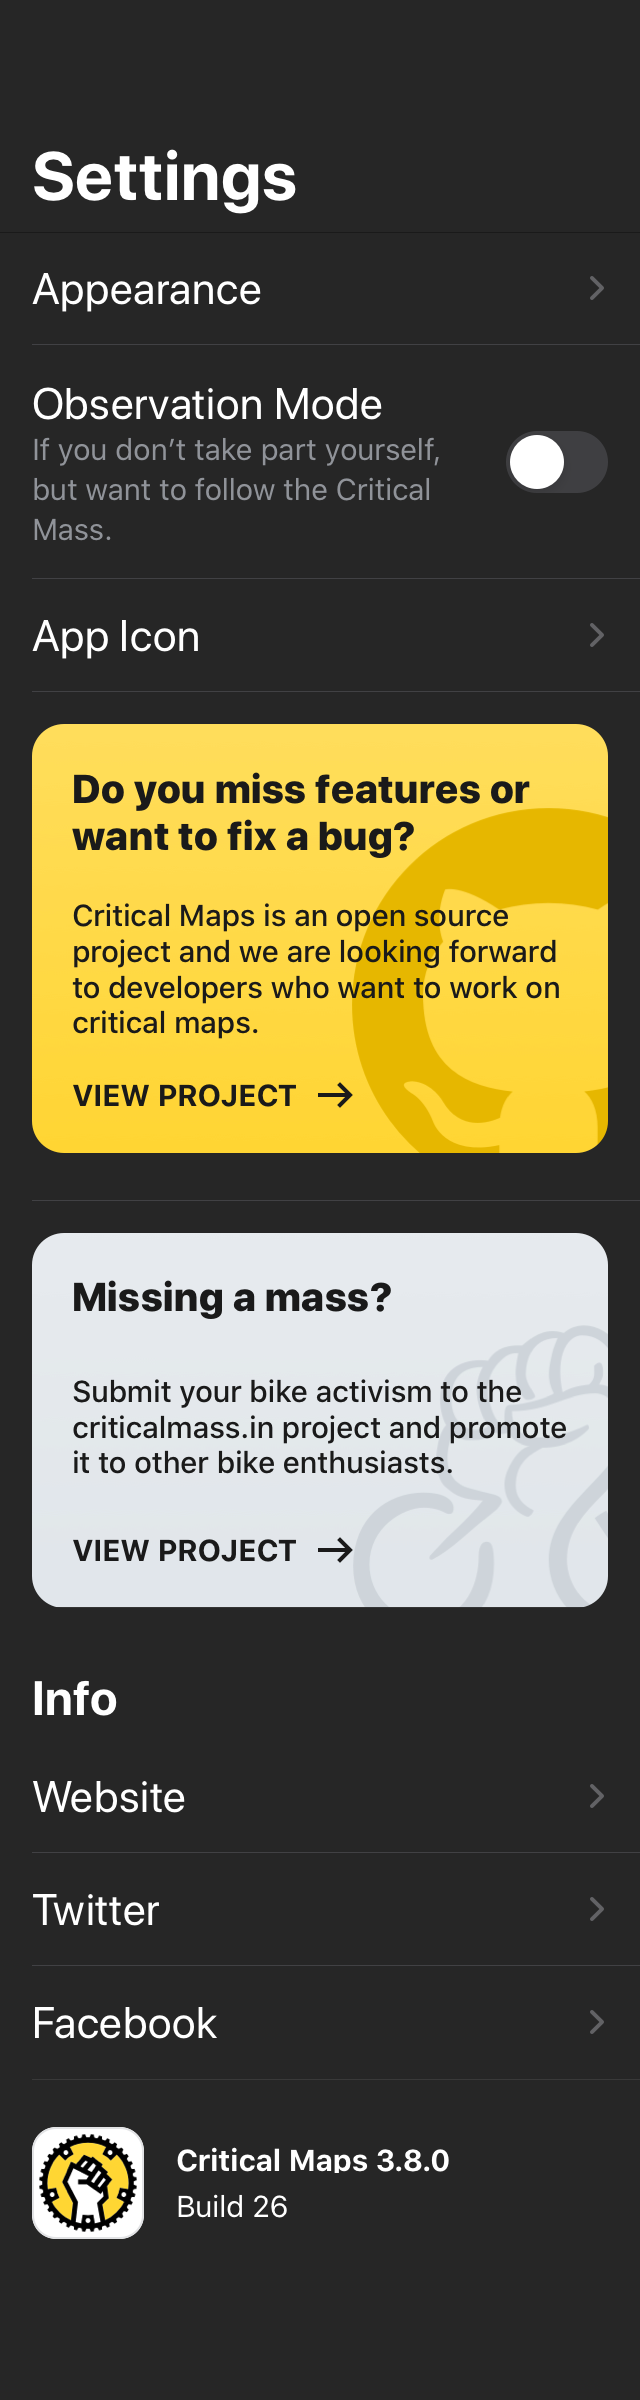 Settings
Appearance
Observation Mode
If you don’t take part yourself,
but want to follow the Critical
Mass.
App Icon
Do you miss features or
want to fix a bug?
Critical Maps is an open source
project and we are looking forward
to developers who want to work on
critical maps.
VIEW PROJECT
Missing a mass?
Submit your bike activism to the
criticalmass.in project and promote
it to other bike enthusiasts.
VIEW PROJECT
Info
Website
Twitter
Facebook
Critical Maps 3.8.0
Build 26